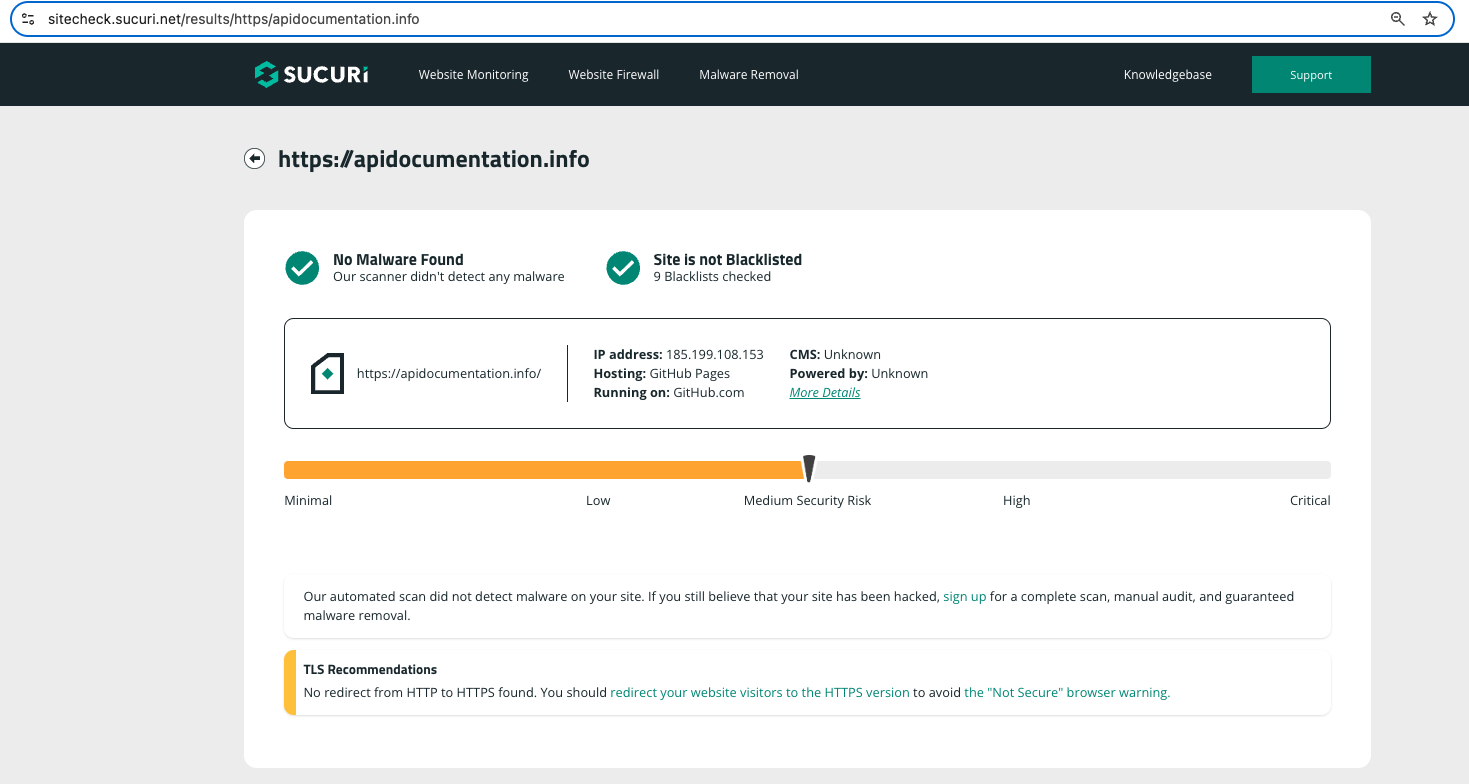 sitecheck.sucuri.net/results/https/apidocumentation.info
SUCURi
Website Monitoring
Website Firewall
Malware Removal
Knowledgebase
Support
https://apidocumentation.info
No Malware Found
Our scanner didn't detect any malware
Site is not Blacklisted
9 Blacklists checked
https://apidocumentation.info/
IP address: 185.199.108.153
Hosting: GitHub Pages
Running on: GitHub.com
CMS: Unknown
Powered by: Unknown
More Details
Minimal
Low
Medium Security Risk
High
Critical
Our automated scan did not detect malware on your site. If you still believe that your site has been hacked, sign up for a complete scan, manual audit, and guaranteed
malware removal.
TLS Recommendations
No redirect from HTTP to HTTPS found. You should redirect your website visitors to the HTTPS version to avoid the "Not Secure" browser warning.